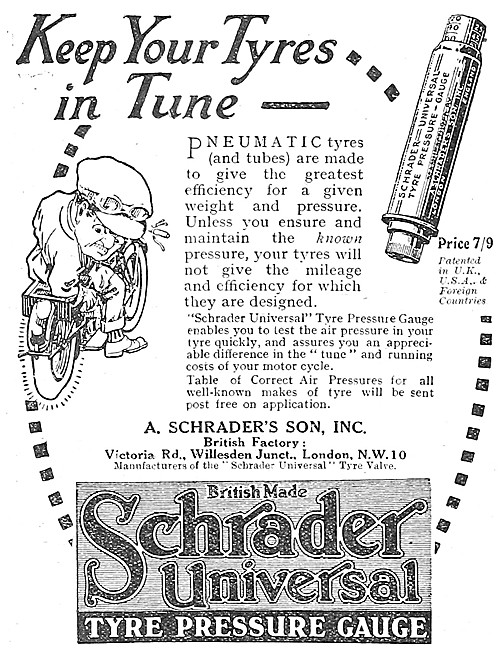 Keep Your Tyres
in Tune —
PNEUMATIC tyres
(and tubes) are made
to give the greatest
efficiency for a given
weight and pressure.
Unless you ensure and
maintain the known
pressure, your tyres will
not give the mileage
and efficiency for which
they are designed.
SCHRADER — UNIVERSAL
TYRE PRESSURE-GAUGE
Price 7/9
Patented
in U.K.,
U.S.A., &
Foreign
Countries
"Schrader Universal" Tyre Pressure Gauge
enables you to test the air pressure in your
tyre quickly, and assures you an appreci-
able difference in the "tune" and running
costs of your motor cycle.
Table of Correct Air Pressures for all
well-known makes of tyre will be sent
post free on application.
A. SCHRADER'S SON, INC.
British Factory:
Victoria Rd., Willesden Junct., London, N.W.10
Manufacturers of the "Schrader Universal" Tyre Valve.
British Made
Schrader
Universal
TYRE PRESSURE GAUGE